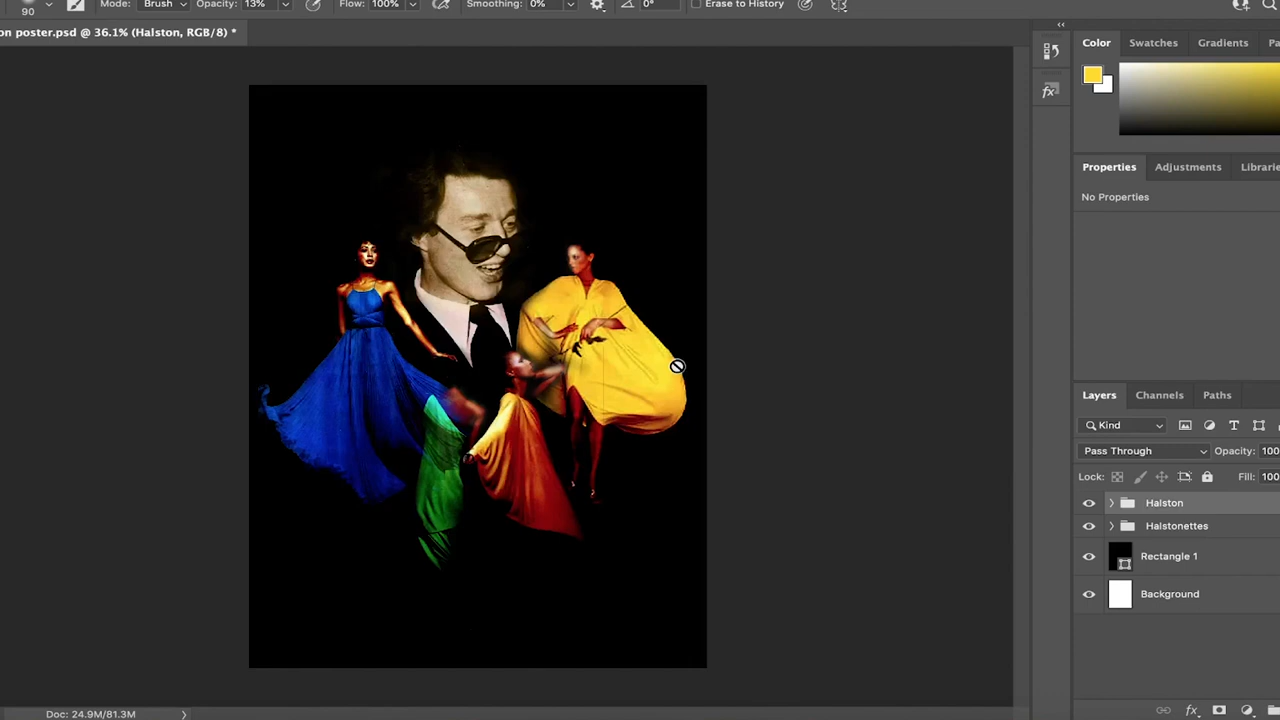 90 Mode: Brush Opacity: 13% Flow: 100% Smoothing: 0% 0° Erase to History
on poster.psd @ 36.1% (Halston, RGB/8) *
Color Swatches Gradients Pa
Properties Adjustments Librarie
No Properties
Layers Channels Paths
Kind
Pass Through Opacity: 100
Lock: Fill: 100
Halston
Halstonettes
Rectangle 1
Background
Doc: 24.9M/81.3M